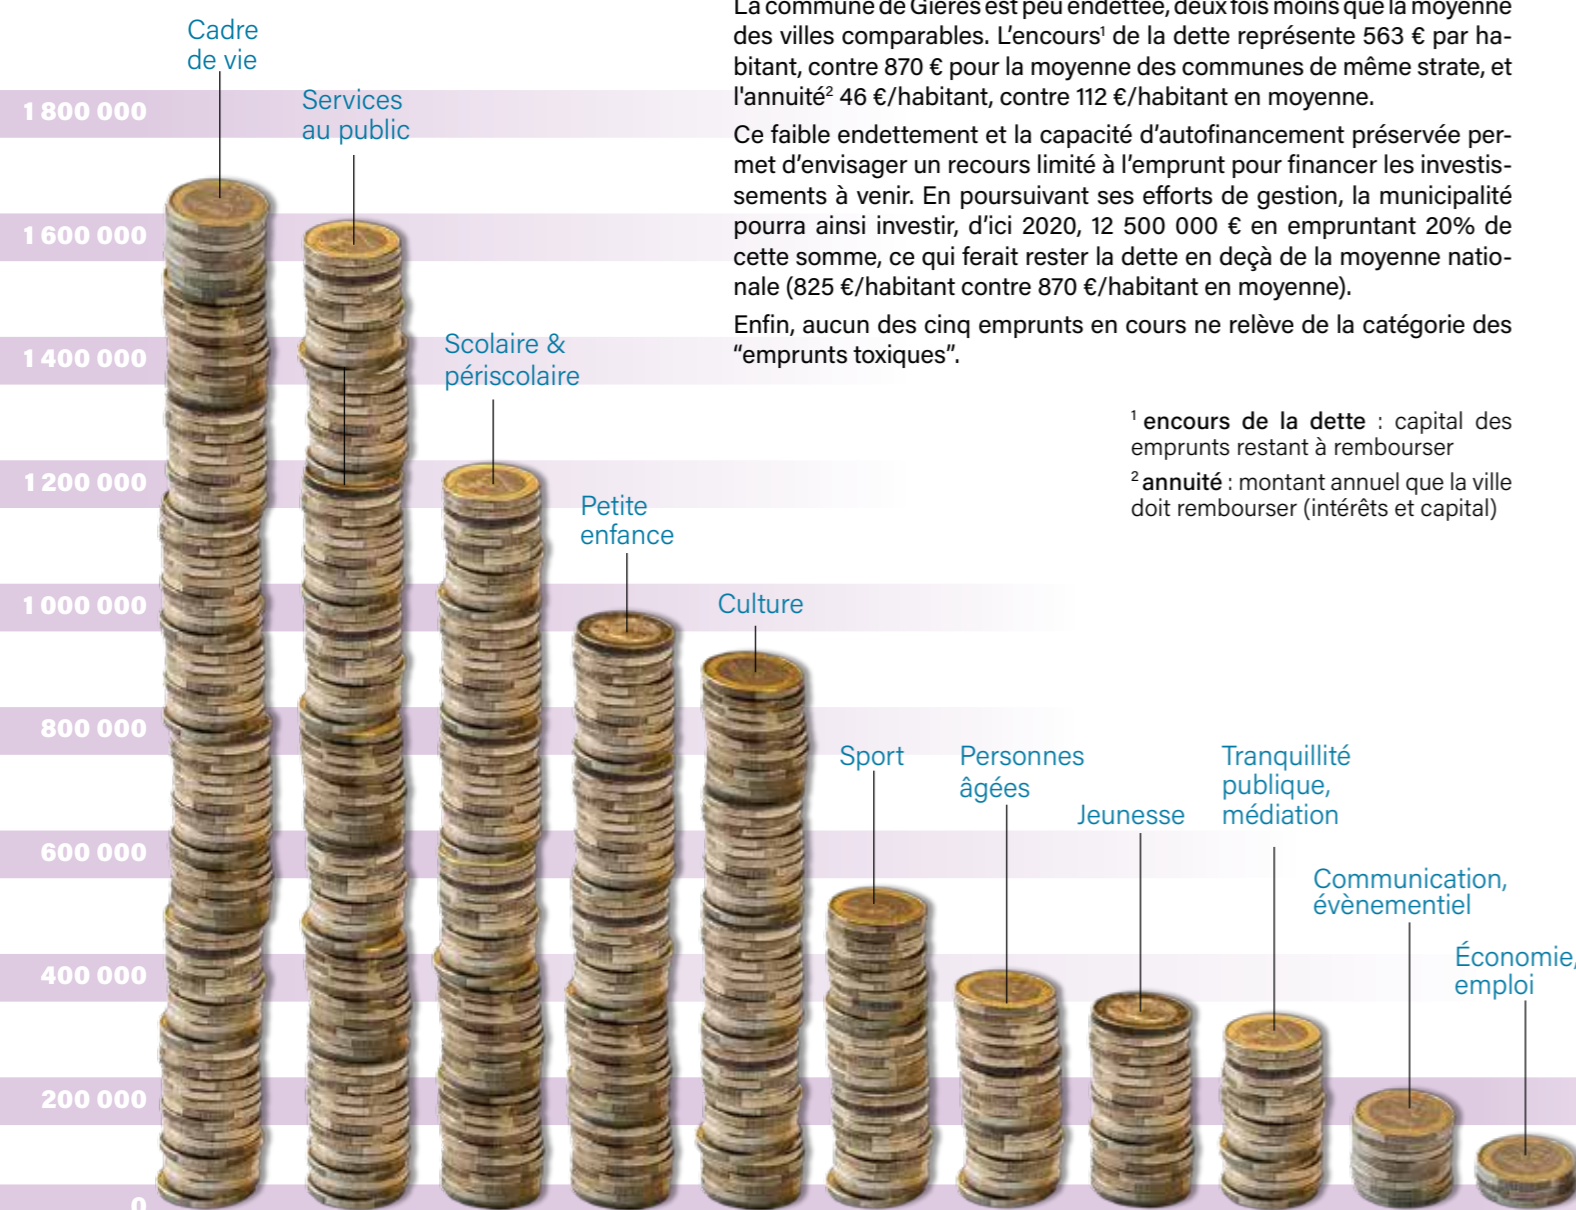 La commune de Gières est peu endettée, deux fois moins que la moyenne
des villes comparables. L'encours¹ de la dette représente 563 € par ha-
bitant, contre 870 € pour la moyenne des communes de même strate, et
l'annuité² 46 €/habitant, contre 112 €/habitant en moyenne.
Ce faible endettement et la capacité d'autofinancement préservée per-
met d'envisager un recours limité à l'emprunt pour financer les investis-
sements à venir. En poursuivant ses efforts de gestion, la municipalité
pourra ainsi investir, d'ici 2020, 12 500 000 € en empruntant 20% de
cette somme, ce qui ferait rester la dette en deçà de la moyenne natio-
nale (825 €/habitant contre 870 €/habitant en moyenne).
Enfin, aucun des cinq emprunts en cours ne relève de la catégorie des
“emprunts toxiques”.
¹ encours de la dette : capital des
emprunts restant à rembourser
² annuité : montant annuel que la ville
doit rembourser (intérêts et capital)
1 800 000
1 600 000
1 400 000
1 200 000
1 000 000
800 000
600 000
400 000
200 000
0
Cadre
de vie
Services
au public
Scolaire &
périscolaire
Petite
enfance
Culture
Sport
Personnes
âgées
Jeunesse
Tranquillité
publique,
médiation
Communication,
évènementiel
Économie,
emploi